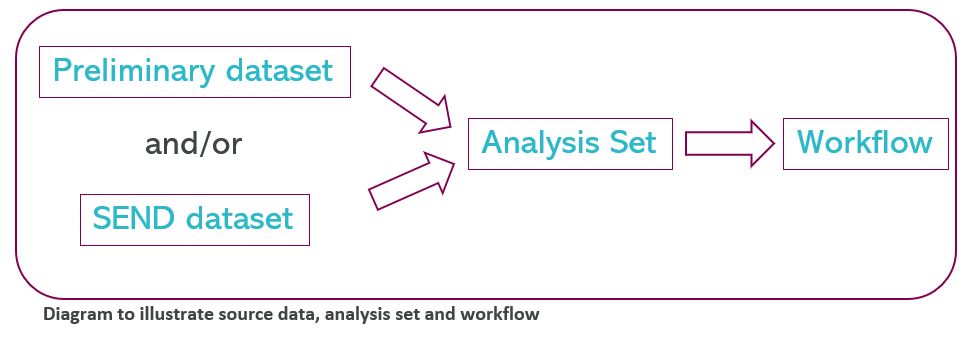 Preliminary dataset
and/or
SEND dataset
Analysis Set
Workflow
Diagram to illustrate source data, analysis set and workflow